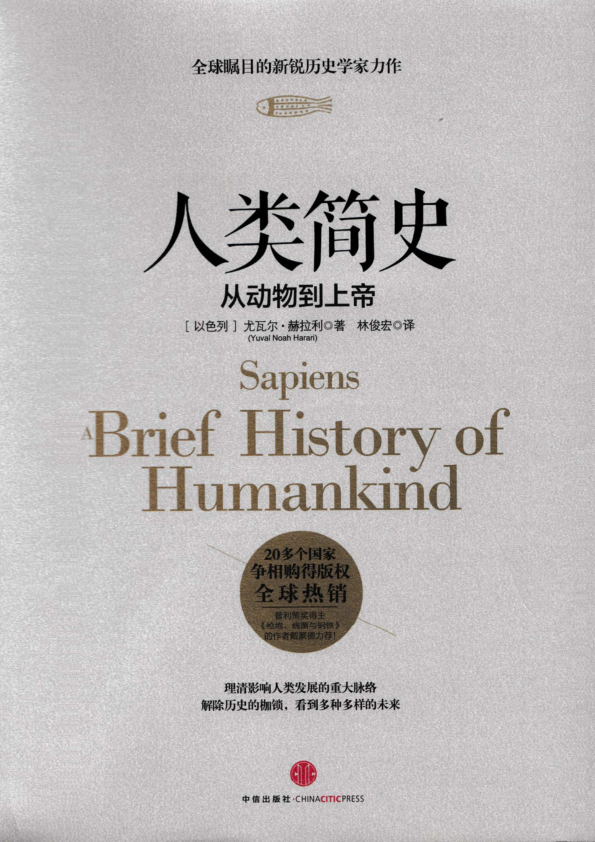 全球瞩目的新锐历史学家力作
人类简史
从动物到上帝
［以色列］尤瓦尔·赫拉利◎著 林俊宏◎译
(Yuval Noah Harari)
Sapiens
A Brief History of
Humankind
20多个国家
争相购得版权
全球热销
普利策奖得主
《枪炮、病菌与钢铁》
的作者戴蒙德力荐！
理清影响人类发展的重大脉络
解除历史的枷锁，看到多种多样的未来
中信出版社·CHINACITICPRESS